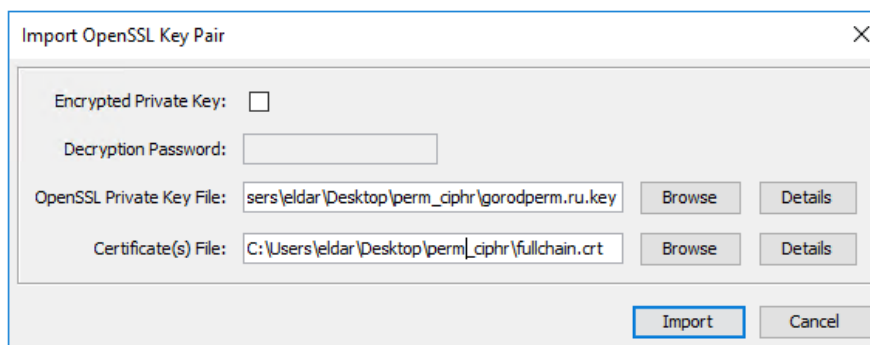 Import OpenSSL Key Pair
Encrypted Private Key:
Decryption Password:
OpenSSL Private Key File: sers\eldar\Desktop\perm_ciphr\gorodperm.ru.key Browse Details
Certificate(s) File: C:\Users\eldar\Desktop\perm_ciphr\fullchain.crt Browse Details
Import Cancel